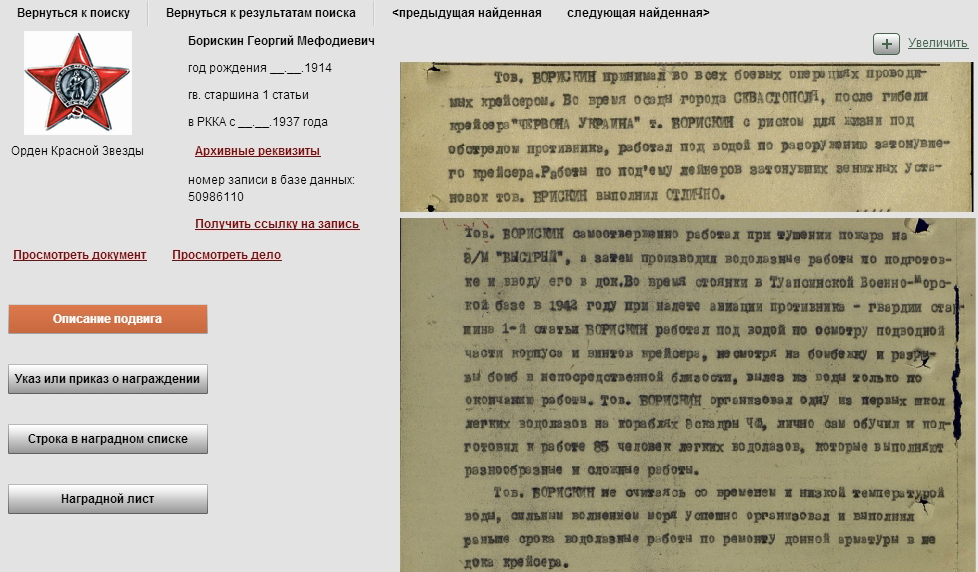 Вернуться к поиску
Вернуться к результатам поиска
<предыдущая найденная
следующая найденная>
Борискин Георгий Мефодиевич
год рождения __.__.1914
гв. старшина 1 статьи
в РККА с __.__.1937 года
Орден Красной Звезды
Архивные реквизиты
номер записи в базе данных:
50986110
Получить ссылку на запись
Просмотреть документ
Просмотреть дело
Описание подвига
Указ или приказ о награждении
Строка в наградном списке
Наградной лист
Увеличить
Тов. БОРИСКИН принимал во всех боевых операциях проводи-
мых крейсером. Во время осады города СЕВАСТОПОЛЯ, после гибели
крейсера "ЧЕРВОНА УКРАИНА" т. БОРИСКИН с риском для жизни под
обстрелом противника, работал под водой по разоружению затонувше-
го крейсера.Работы по под'ему лейнеров затонувших зенитных уста-
новок тов. БРИСКИН выполнил ОТЛИЧНО.
Тов. БОРИСКИН самоотверженно работал при тушении пожара на
Э/М "БЫСТРЫЙ", а затем производил водолазные работы по подготов-
ке и вводу его в док.Во время стоянки в Туапсинской Военно-Морс-
кой базе в 1942 году при налете авиации противника - гвардии стар-
шина 1-й статьи БОРИСКИН работал под водой по осмотру подводной
части корпуса и винтов крейсера, несмотря на бомбежку и разры-
вы бомб в непосредственной близости, вылез из воды только по
окончанию работы. Тов. БОРИСКИН организовал одну из первых школ
легких водолазов на кораблях Эскадры ЧФ, лично сам обучил и под-
готовил к работе 85 человек легких водолазов, которые выполняют
разнообразные и сложные работы.
Тов. БОРИСКИН не считаясь со временем и низкой температурой
воды, сильным волнением моря успешно организовал и выполнил
раньше срока водолазные работы по ремонту донной арматуры в не
дока крейсера.